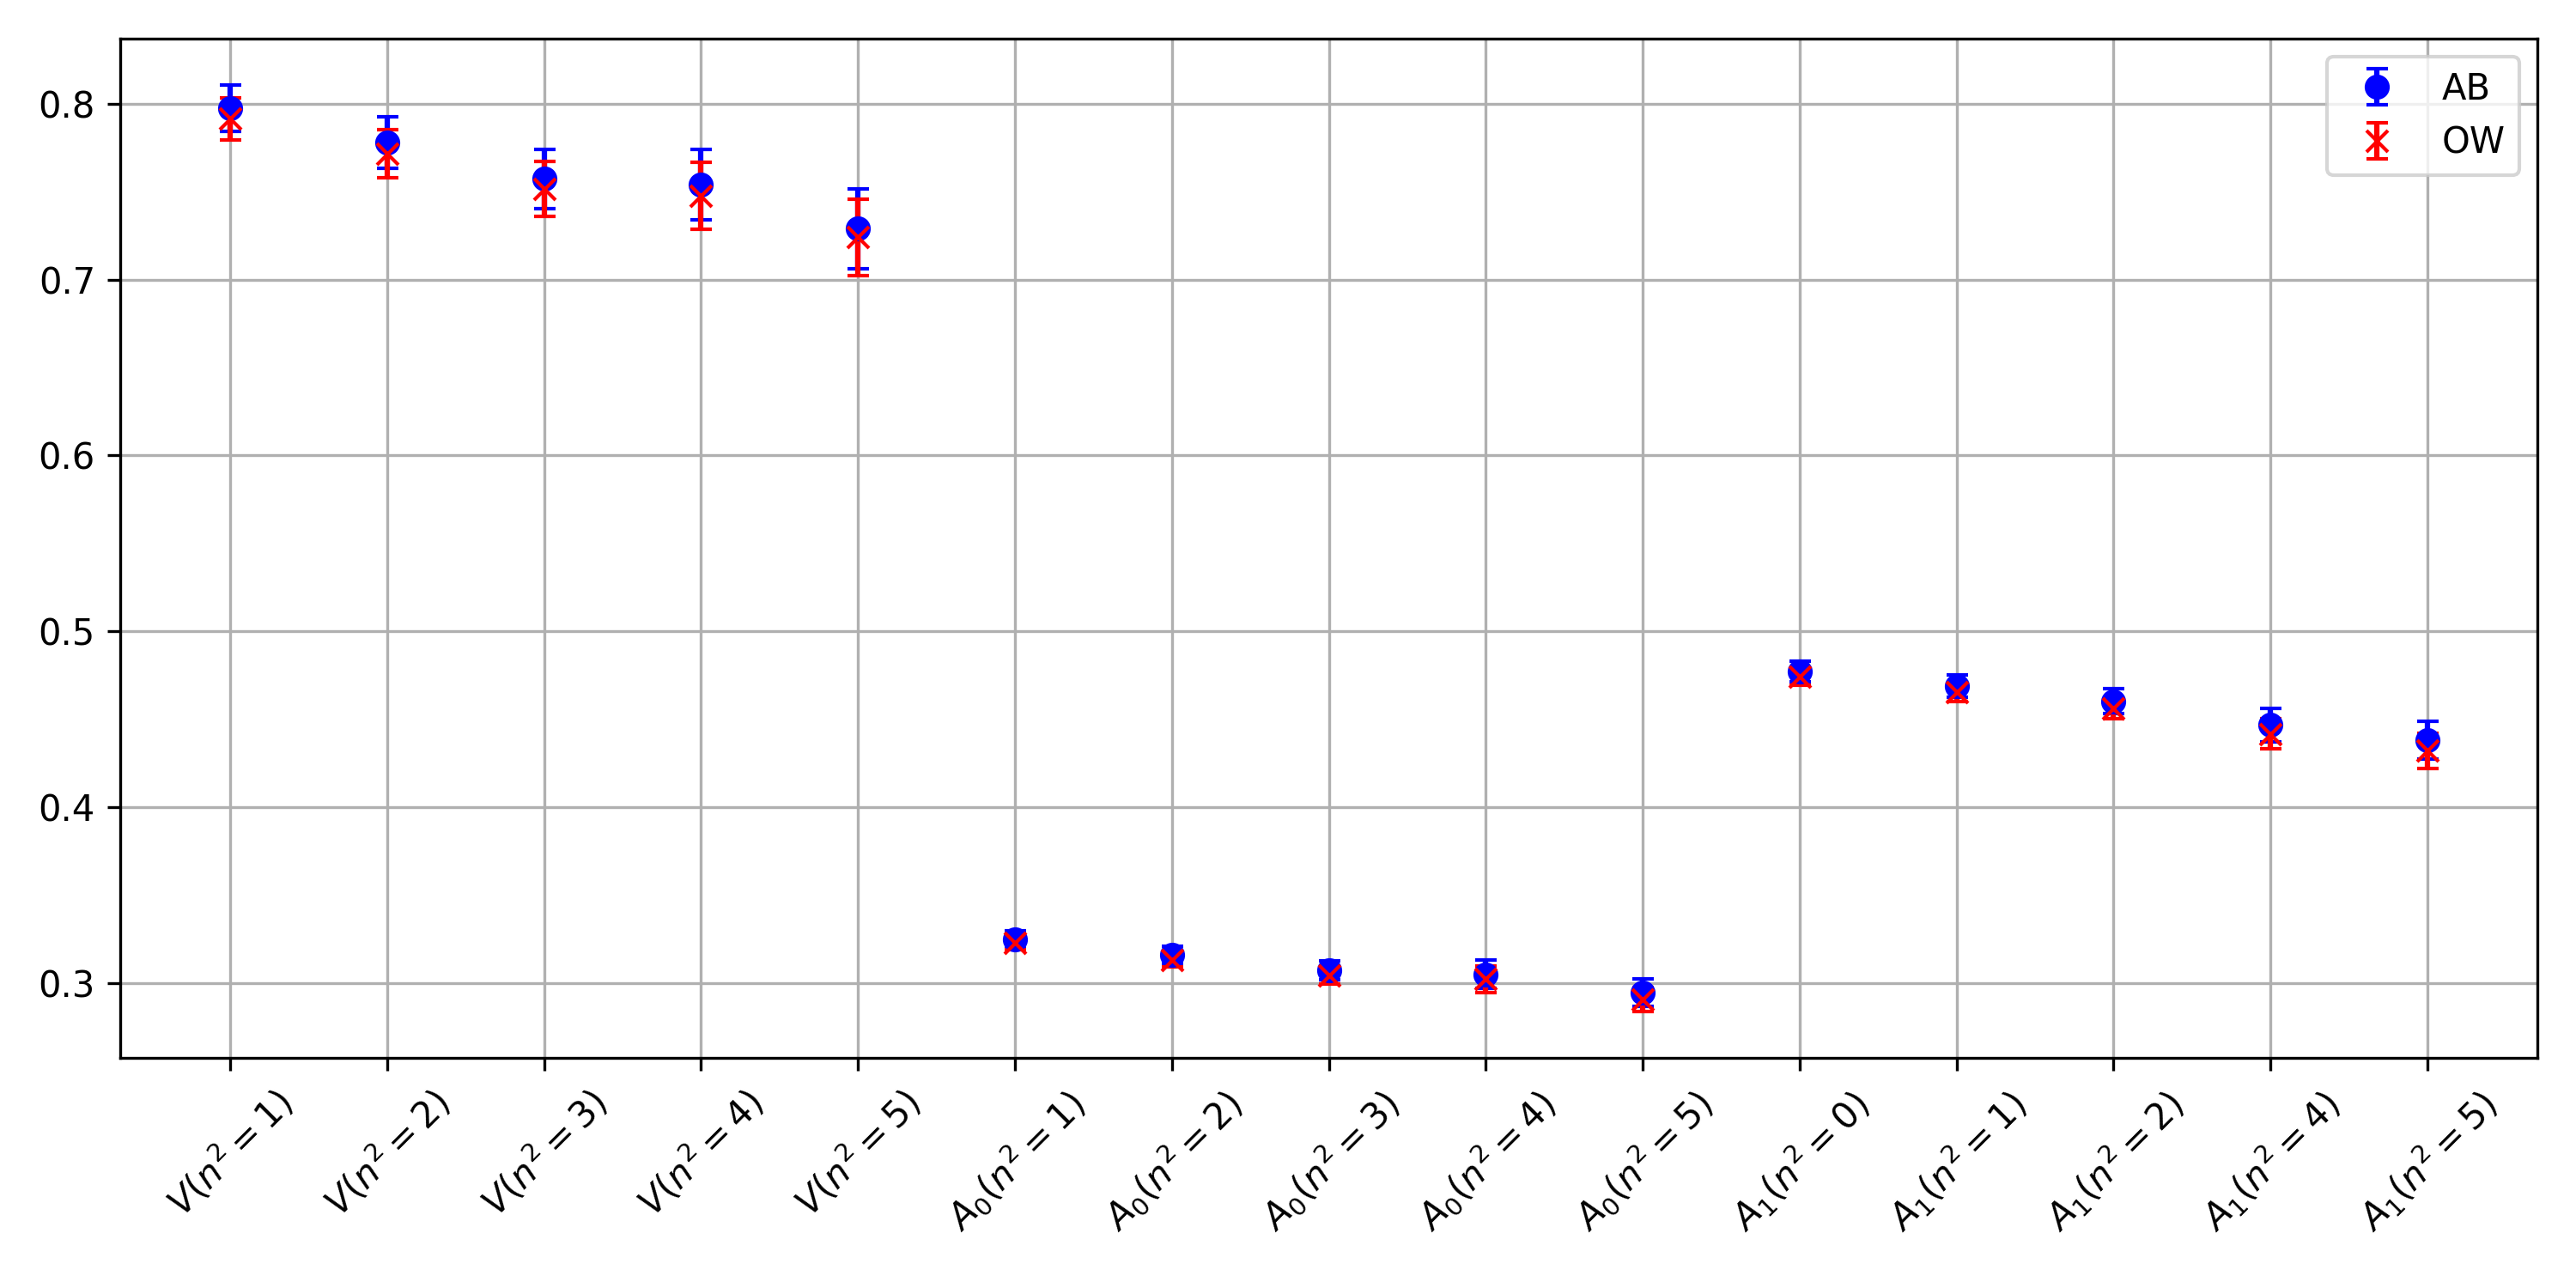 0.8
0.7
0.6
0.5
0.4
0.3
AB
OW
V(n² = 1)
V(n² = 2)
V(n² = 3)
V(n² = 4)
V(n² = 5)
A₀(n² = 1)
A₀(n² = 2)
A₀(n² = 3)
A₀(n² = 4)
A₀(n² = 5)
A₁(n² = 0)
A₁(n² = 1)
A₁(n² = 2)
A₁(n² = 4)
A₁(n² = 5)